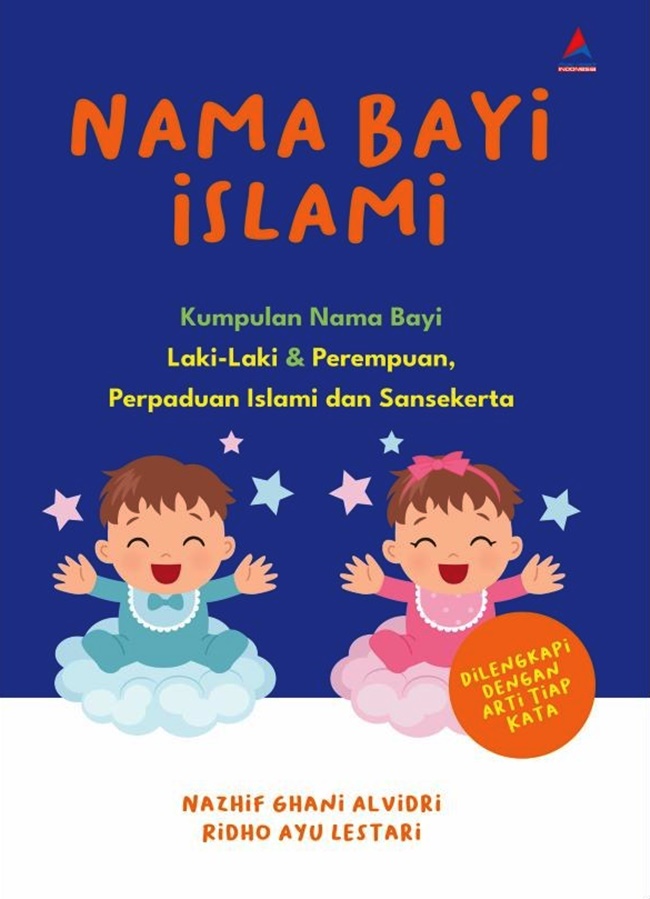 INDONESIA
NAMA BAYI
ISLAMI
Kumpulan Nama Bayi
Laki-Laki & Perempuan,
Perpaduan Islami dan Sansekerta
DILENGKAPI
DENGAN
ARTI TIAP
KATA
NAZHIF GHANI ALVIDRI
RIDHO AYU LESTARI